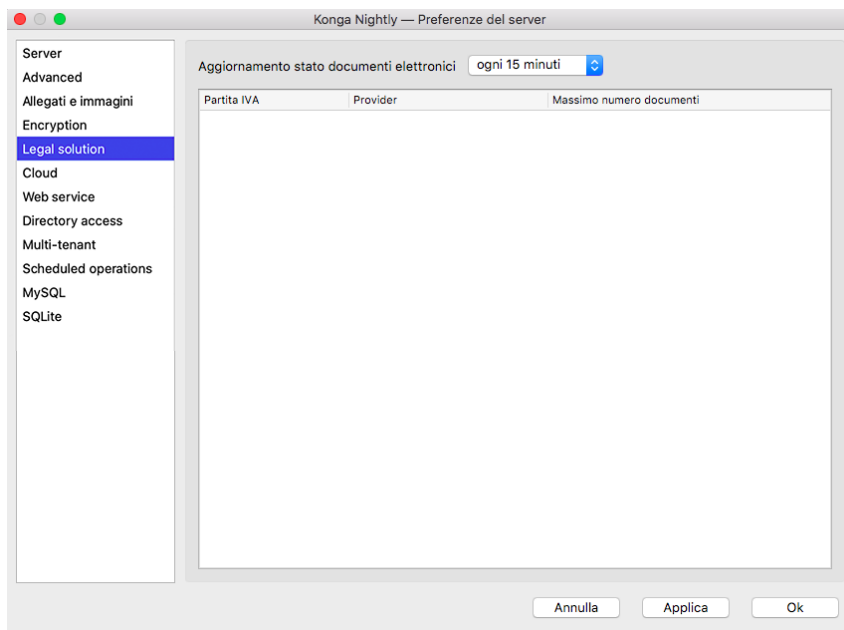 Konga Nightly — Preferenze del server
Server
Advanced
Allegati e immagini
Encryption
Legal solution
Cloud
Web service
Directory access
Multi-tenant
Scheduled operations
MySQL
SQLite
Aggiornamento stato documenti elettronici ogni 15 minuti
Partita IVA Provider Massimo numero documenti
Annulla Applica Ok